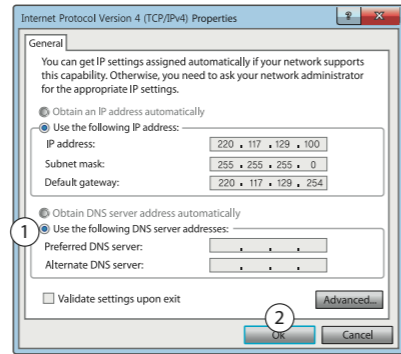 Internet Protocol Version 4 (TCP/IPv4) Properties
?
X
General
You can get IP settings assigned automatically if your network supports
this capability. Otherwise, you need to ask your network administrator
for the appropriate IP settings.
Obtain an IP address automatically
Use the following IP address:
IP address: 220 . 117 . 129 . 100
Subnet mask: 255 . 255 . 255 . 0
Default gateway: 220 . 117 . 129 . 254
Obtain DNS server address automatically
1 Use the following DNS server addresses:
Preferred DNS server: . . .
Alternate DNS server: . . .
Validate settings upon exit
Advanced...
2
Ok
Cancel